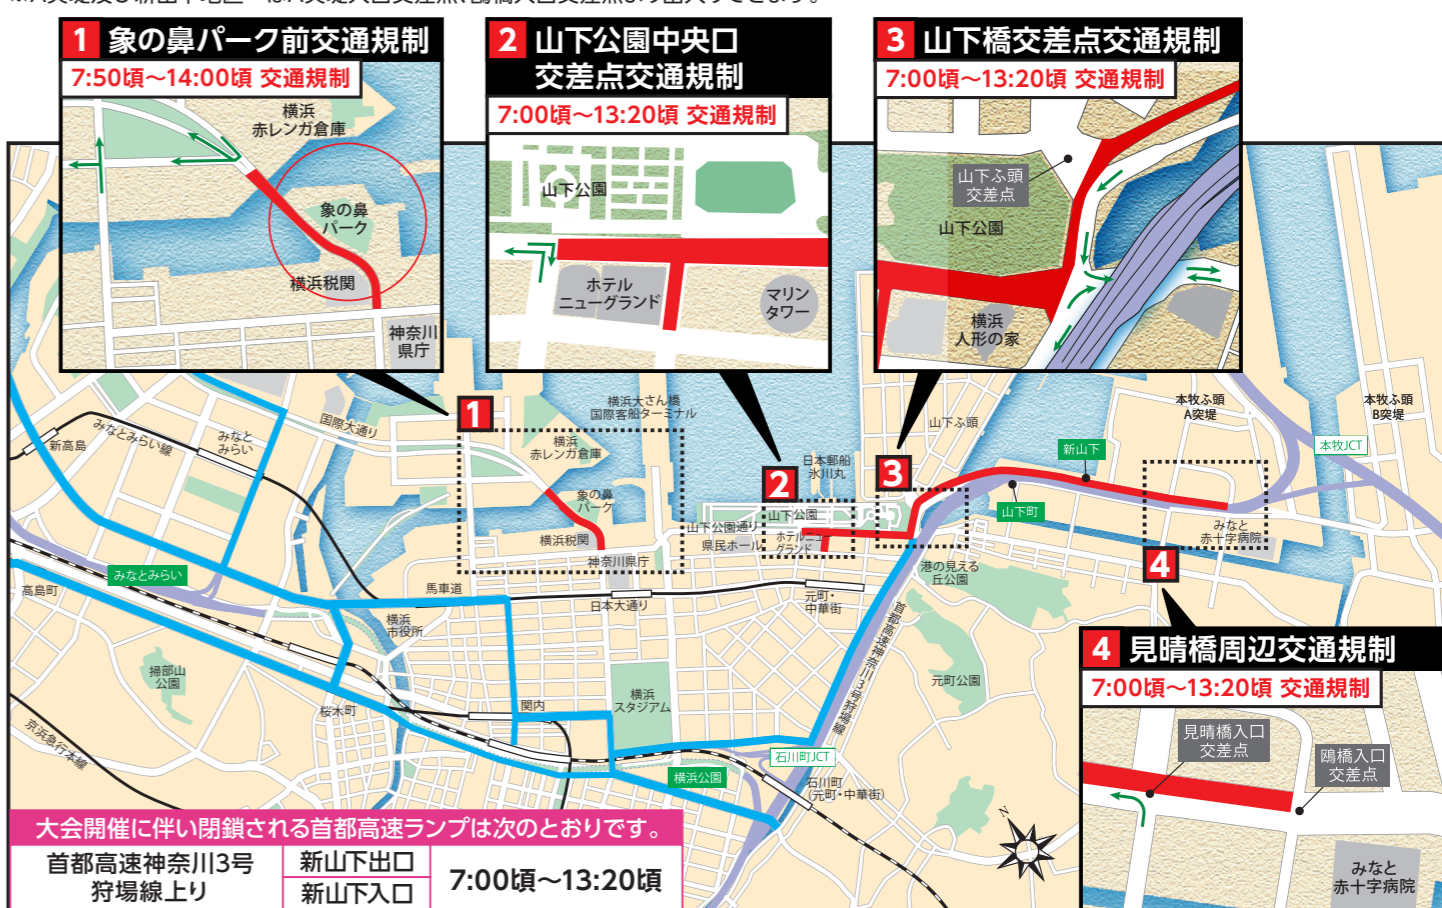 1 象の鼻パーク前交通規制
7:50頃～14:00頃 交通規制
横浜
赤レンガ倉庫
象の鼻
パーク
横浜税関
神奈川
県庁
2 山下公園中央口
交差点交通規制
7:00頃～13:20頃 交通規制
山下公園
ホテル
ニューグランド
マリン
タワー
3 山下橋交差点交通規制
7:00頃～13:20頃 交通規制
山下ふ頭
交差点
山下公園
横浜
人形の家
新高島
みなとみらい線
みなと
みらい
国際大通り
1
横浜大さん橋
国際客船ターミナル
横浜
赤レンガ倉庫
象の鼻
パーク
横浜税関
神奈川県庁
山下公園通り
県民ホール
2
日本郵船
氷川丸
山下公園
ホテルニュー
グランド
3
山下ふ頭
新山下
山下町
本牧ふ頭
A突堤
本牧ふ頭
B突堤
本牧JCT
みなと
赤十字病院
4
港の見える
丘公園
元町・
中華街
首都高速神奈川3号狩場線
元町公園
高島町
みなとみらい
馬車道
横浜
市役所
日本大通り
掃部山
公園
桜木町
関内
横浜
スタジアム
京浜急行本線
横浜公園
石川町JCT
石川町
(元町・中華街)
N
4 見晴橋周辺交通規制
7:00頃～13:20頃 交通規制
見晴橋入口
交差点
鴎橋入口
交差点
みなと
赤十字病院
大会開催に伴い閉鎖される首都高速ランプは次のとおりです。
首都高速神奈川3号
狩場線上り
新山下出口
新山下入口
7:00頃～13:20頃